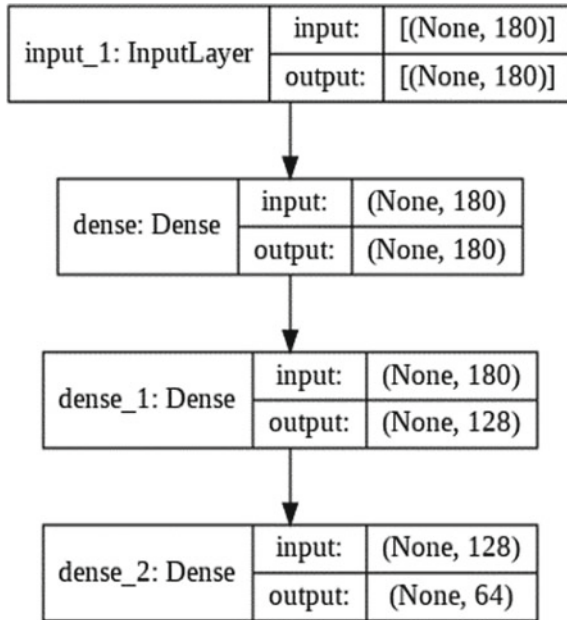 input_1: InputLayer
input: [(None, 180)]
output: [(None, 180)]
dense: Dense
input: (None, 180)
output: (None, 180)
dense_1: Dense
input: (None, 180)
output: (None, 128)
dense_2: Dense
input: (None, 128)
output: (None, 64)